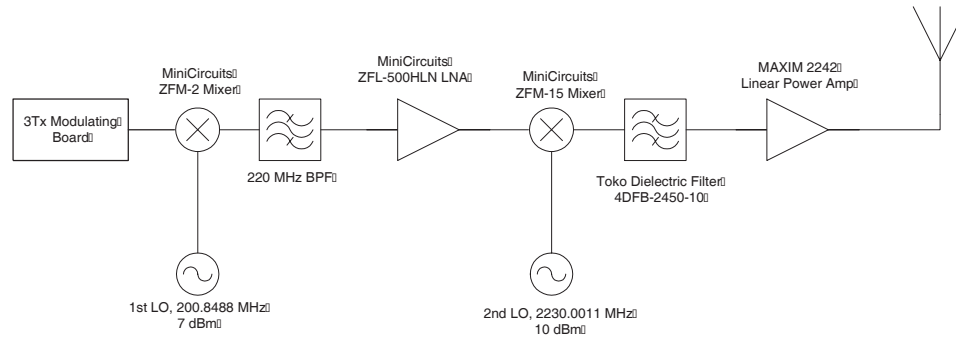 MiniCircuits
ZFM-2 Mixer
MiniCircuits
ZFL-500HLN LNA
MiniCircuits
ZFM-15 Mixer
MAXIM 2242
Linear Power Amp
3Tx Modulating
Board
220 MHz BPF
Toko Dielectric Filter
4DFB-2450-10
1st LO, 200.8488 MHz
7 dBm
2nd LO, 2230.0011 MHz
10 dBm